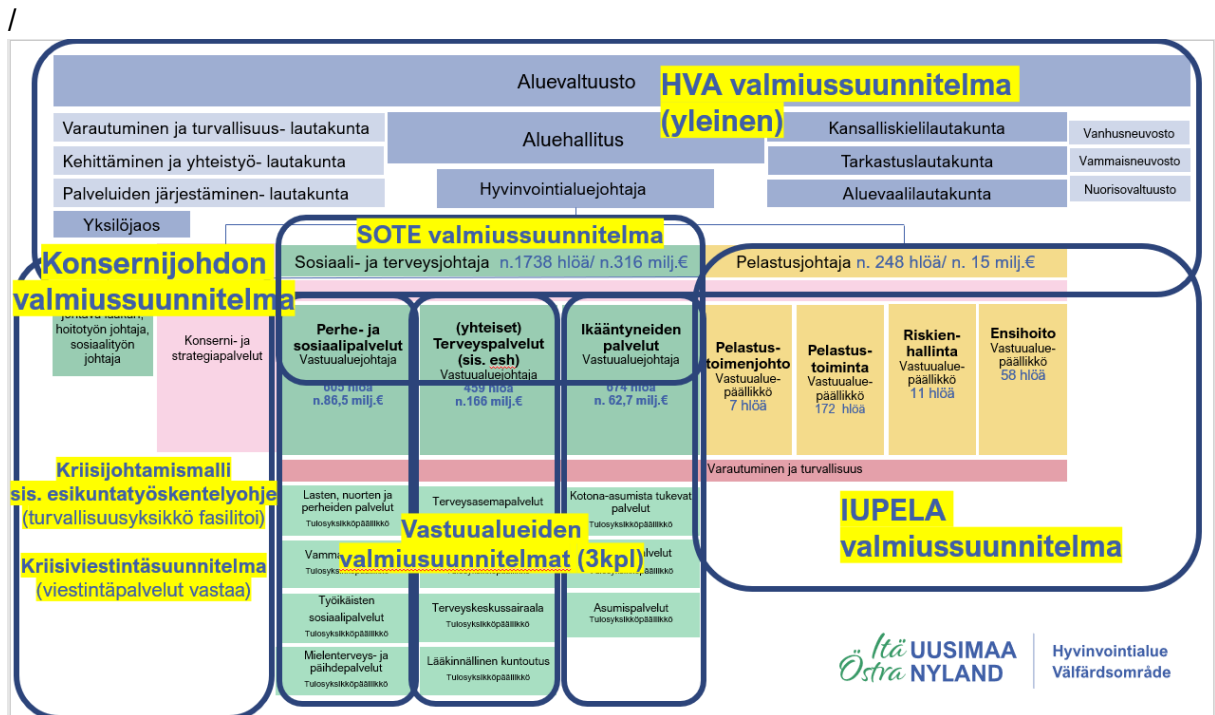 /
Aluevaltuusto
HVA valmiussuunnitelma
(yleinen)
Varautuminen ja turvallisuus- lautakunta
Kehittäminen ja yhteistyö- lautakunta
Palveluiden järjestäminen- lautakunta
Yksilöjaos
Aluehallitus
Hyvinvointialuejohtaja
Kansalliskielilautakunta
Tarkastuslautakunta
Aluevaalilautakunta
Vanhusneuvosto
Vammaisneuvosto
Nuorisovaltuusto
SOTE valmiussuunnitelma
Konsernijohdon
valmiussuunnitelma
Sosiaali- ja terveysjohtaja n.1738 hlöä/ n.316 milj.€
Pelastusjohtaja n. 248 hlöä/ n. 15 milj.€
johtava lääkäri,
hoitotyön johtaja,
sosiaalityön
johtaja
Konserni- ja
strategiapalvelut
Perhe- ja
sosiaalipalvelut
Vastuualuejohtaja
605 hlöä
n.86,5 milj.€
(yhteiset)
Terveyspalvelut
(sis. esh)
Vastuualuejohtaja
459 hlöä
n.166 milj.€
Ikääntyneiden
palvelut
Vastuualuejohtaja
674 hlöä
n. 62,7 milj.€
Pelastus-
toimenjohto
Vastuualue-
päällikkö
7 hlöä
Pelastus-
toiminta
Vastuualue-
päällikkö
172 hlöä
Riskien-
hallinta
Vastuualue-
päällikkö
11 hlöä
Ensihoito
Vastuualue-
päällikkö
58 hlöä
Varautuminen ja turvallisuus
Kriisijohtamismalli
sis. esikuntatyöskentelyohje
(turvallisuusyksikkö fasilitoi)
Kriisiviestintäsuunnitelma
(viestintäpalvelut vastaa)
Lasten, nuorten ja
perheiden palvelut
Tulosyksikköpäällikkö
Tulosyksikköpäällikkö
Työikäisten
sosiaalipalvelut
Tulosyksikköpäällikkö
Mielenterveys- ja
päihdepalvelut
Tulosyksikköpäällikkö
Terveysasemapalvelut
Vastuualueiden
valmiusuunnitelmat (3kpl)
Tulosyksikköpäällikkö
Terveyskeskussairaala
Tulosyksikköpäällikkö
Lääkinnällinen kuntoutus
Tulosyksikköpäällikkö
Kotona-asumista tukevat
palvelut
Tulosyksikköpäällikkö
Tulosyksikköpäällikkö
Asumispalvelut
Tulosyksikköpäällikkö
IUPELA
valmiussuunnitelma
Itä UUSIMAA
Östra NYLAND
Hyvinvointialue
Välfärdsområde